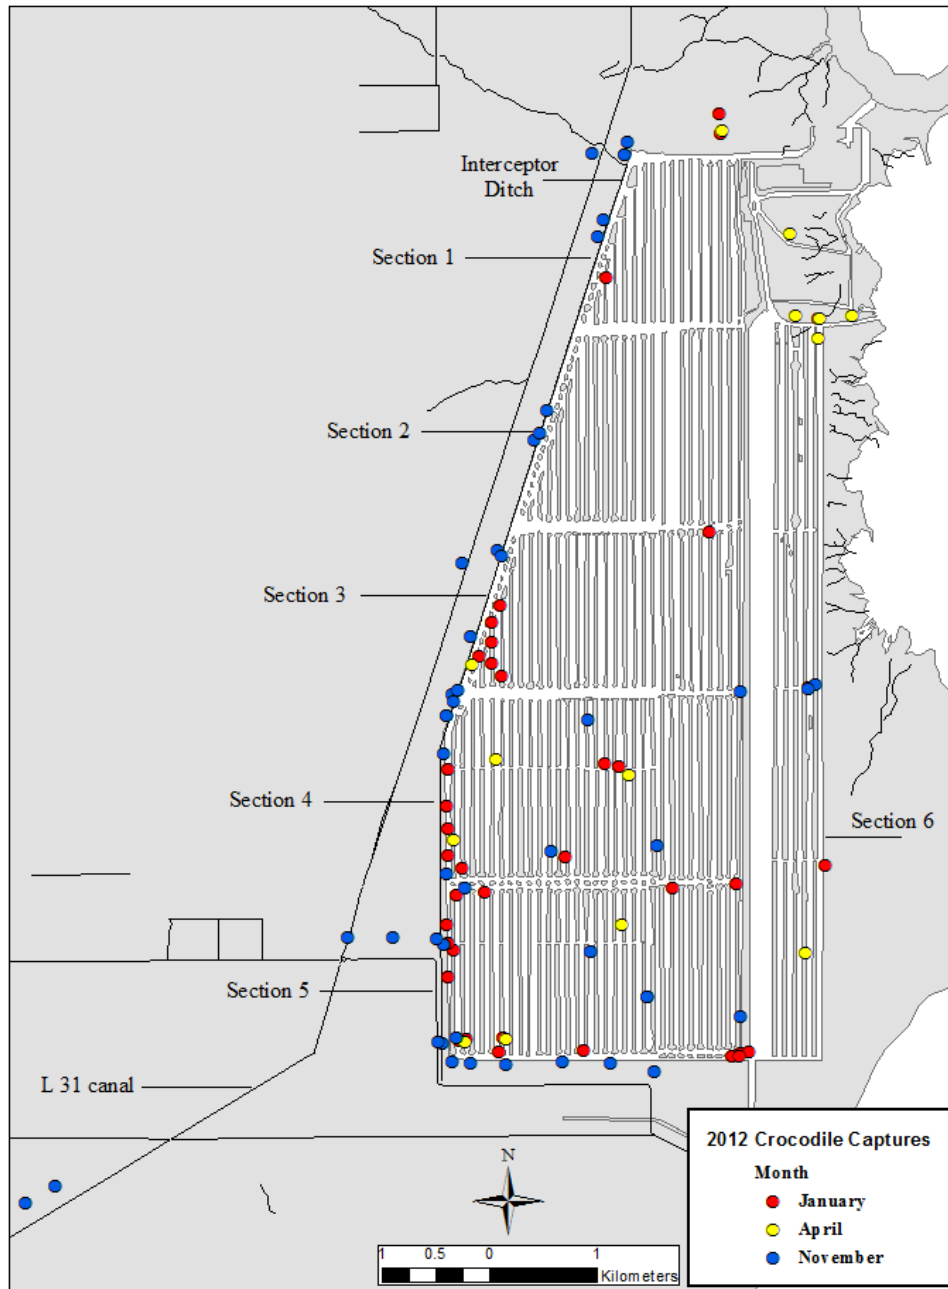 Interceptor
Ditch
Section 1
Section 2
Section 3
Section 4
Section 6
Section 5
L 31 canal
N
1 0.5 0 1
Kilometers
2012 Crocodile Captures
Month
January
April
November